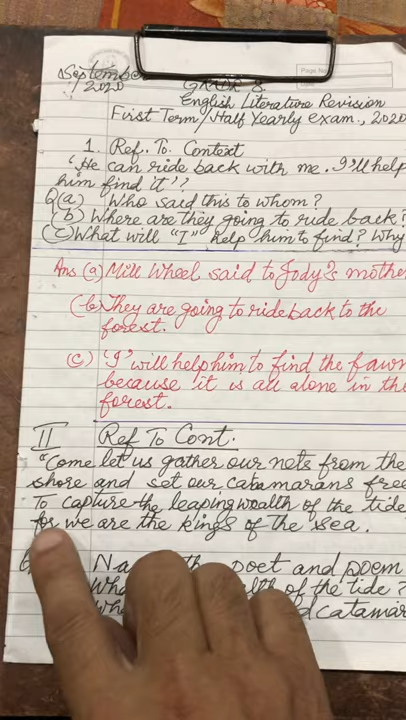 September
2020
Page No
GRADE 8
English Literature Revision
First Term/Half Yearly exam., 2020
1. Ref. To. Context
'He can ride back with me. I'll help
him find it'?
Q(a) Who said this to whom?
(b) Where are they going to ride back?
(c) What will "I" help him to find? Why
Ans (a) Mill Wheel said to Jody's mother
(b) They are going to ride back to the
forest.
(c) 'I' will help him to find the fawn
because it is all alone in the
forest.
II Ref To Cont.
"Come let us gather our nets from the
shore and set our catamarans free
To capture the leaping wealth of the tide
for we are the kings of the sea.
poet and poem
of the tide?
catamar